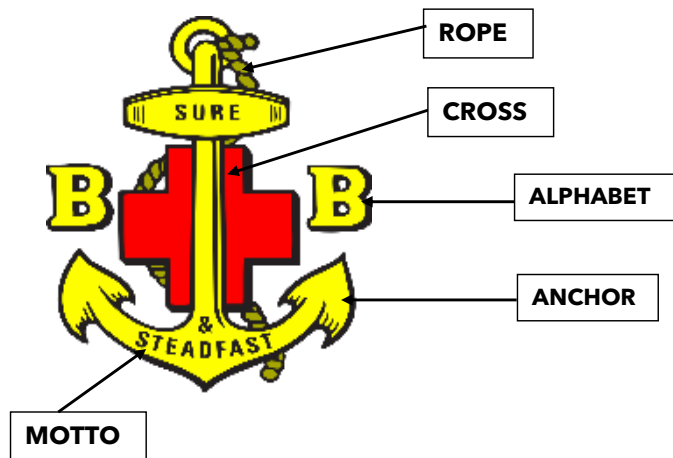 ROPE
SURE
CROSS
B B
ALPHABET
ANCHOR
&
STEADFAST
MOTTO